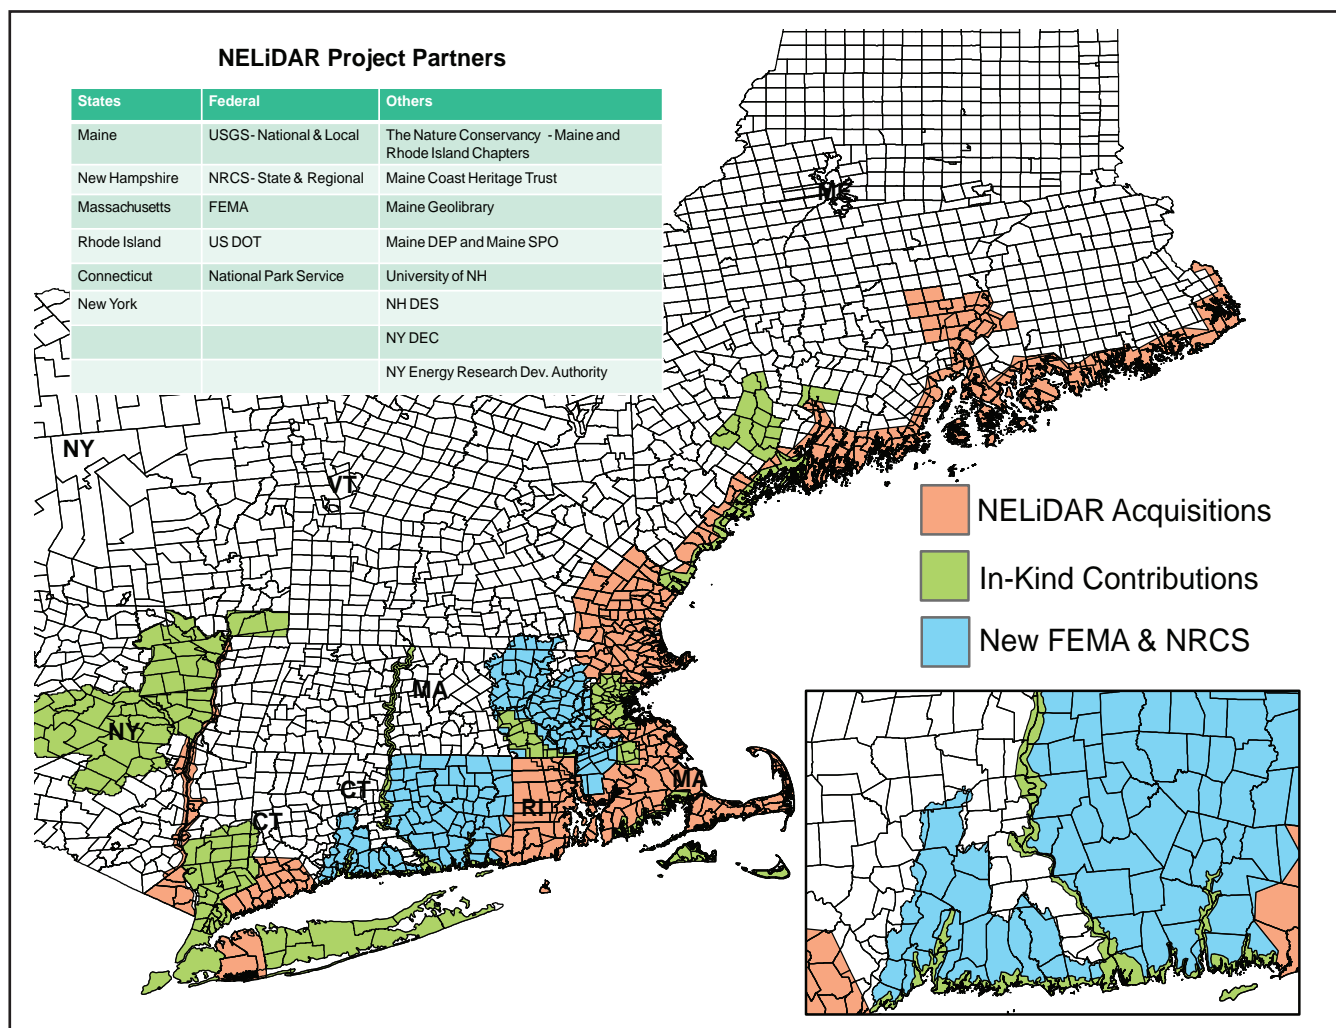 NELiDAR Project Partners
States Federal Others
Maine USGS- National & Local The Nature Conservancy - Maine and
Rhode Island Chapters
New Hampshire NRCS- State & Regional Maine Coast Heritage Trust
Massachusetts FEMA Maine Geolibrary
Rhode Island US DOT Maine DEP and Maine SPO
Connecticut National Park Service University of NH
New York NH DES
NY DEC
NY Energy Research Dev. Authority
ME
NY
VT
NELiDAR Acquisitions
In-Kind Contributions
New FEMA & NRCS
MA
NY
MA
CT
RI
CT